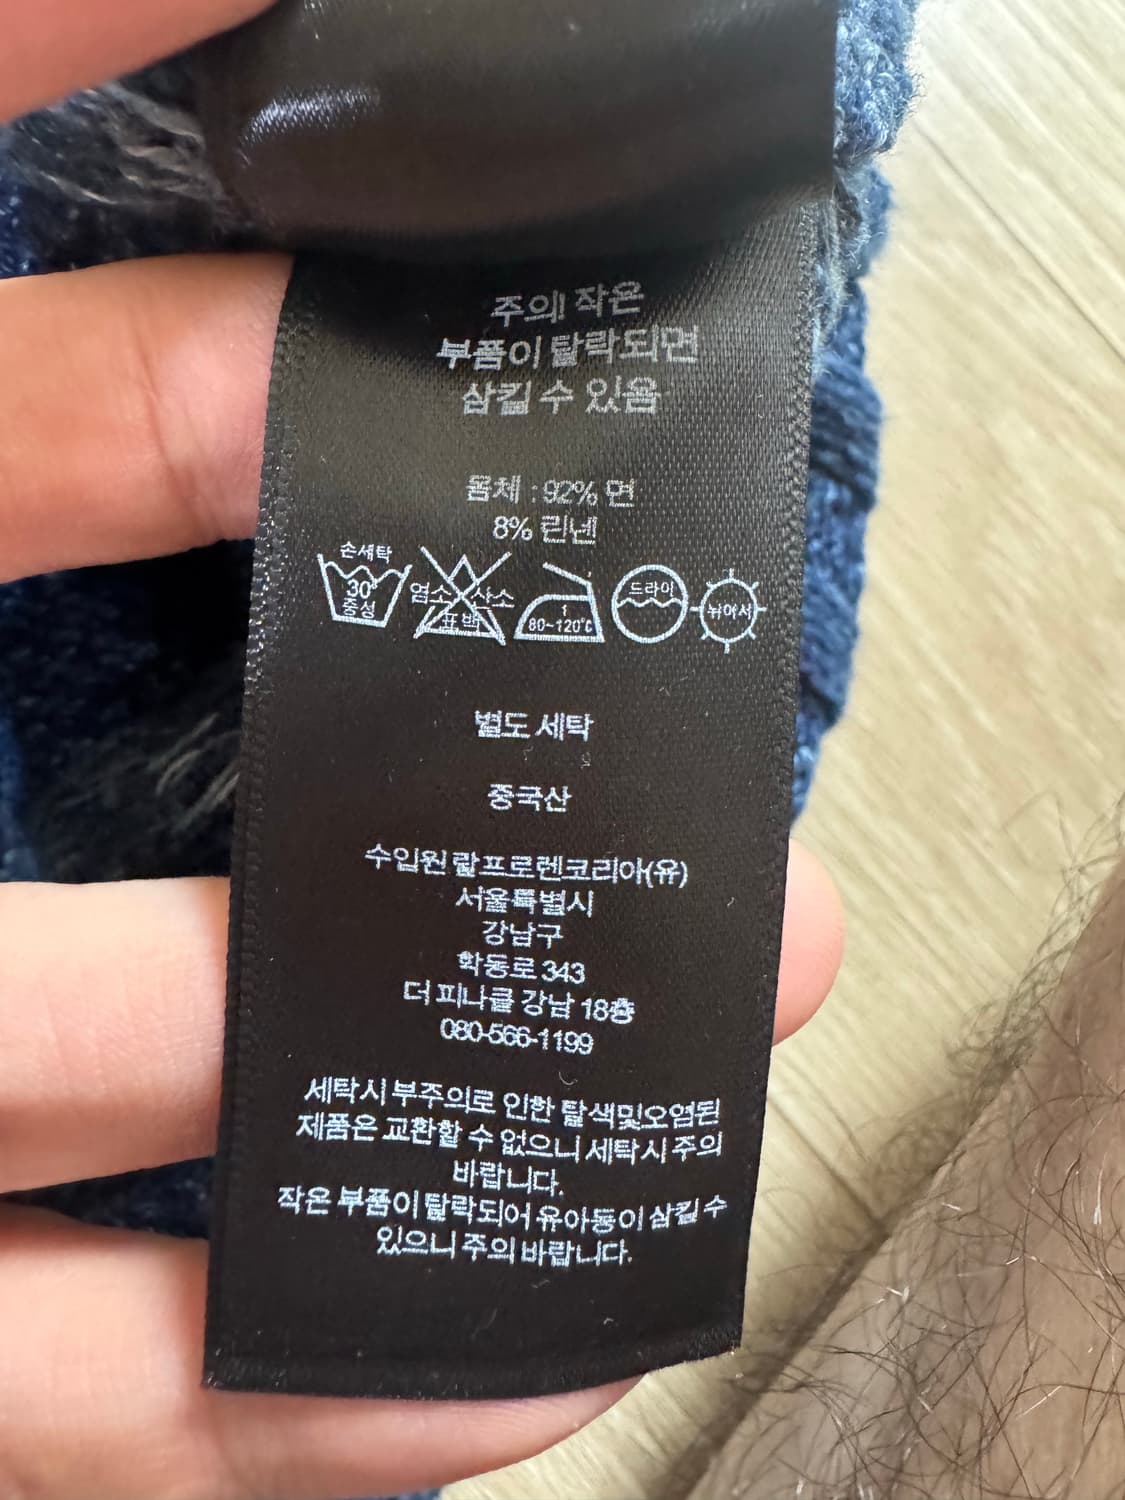 주의! 작은
부품이 탈락되면
삼킬 수 있음
몸체 : 92% 면
8% 린넨
손세탁
30°
중성
염소 산소
표백
1
80~120°C
드라이
뉘어서
별도 세탁
중국산
수입원 랄프로렌코리아(유)
서울특별시
강남구
학동로 343
더 피나클 강남 18층
080-566-1199
세탁시 부주의로 인한 탈색및오염된
제품은 교환할 수 없으니 세탁시 주의
바랍니다.
작은 부품이 탈락되어 유아동이 삼킬 수
있으니 주의 바랍니다.